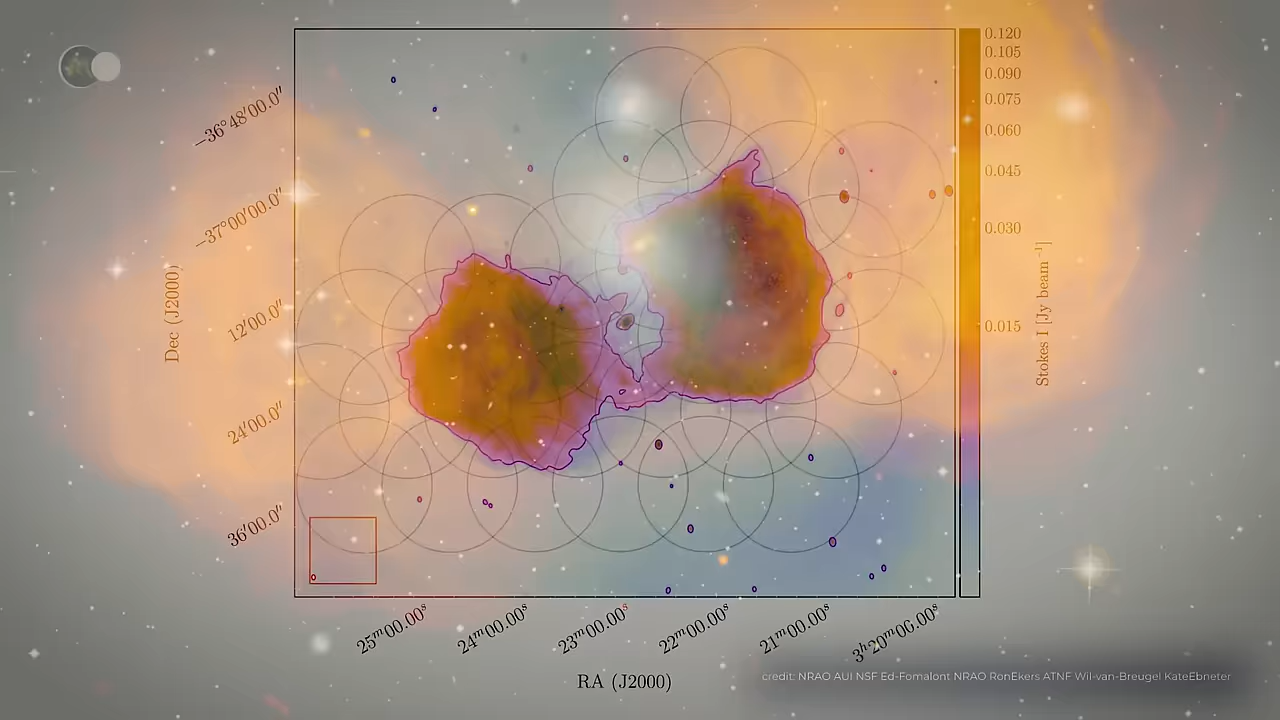 0.120
0.105
0.090
0.075
0.060
0.045
0.030
0.015
Stokes I [Jy beam⁻¹]
−36°48′00.0″
−37°00′00.0″
12′00.0″
24′00.0″
36′00.0″
Dec (J2000)
25ᵐ00.00ˢ
24ᵐ00.00ˢ
23ᵐ00.00ˢ
22ᵐ00.00ˢ
21ᵐ00.00ˢ
3ʰ20ᵐ00.00ˢ
RA (J2000)
credit: NRAO AUI NSF Ed-Fomalont NRAO RonEkers ATNF Wil-van-Breugel KateEbneter